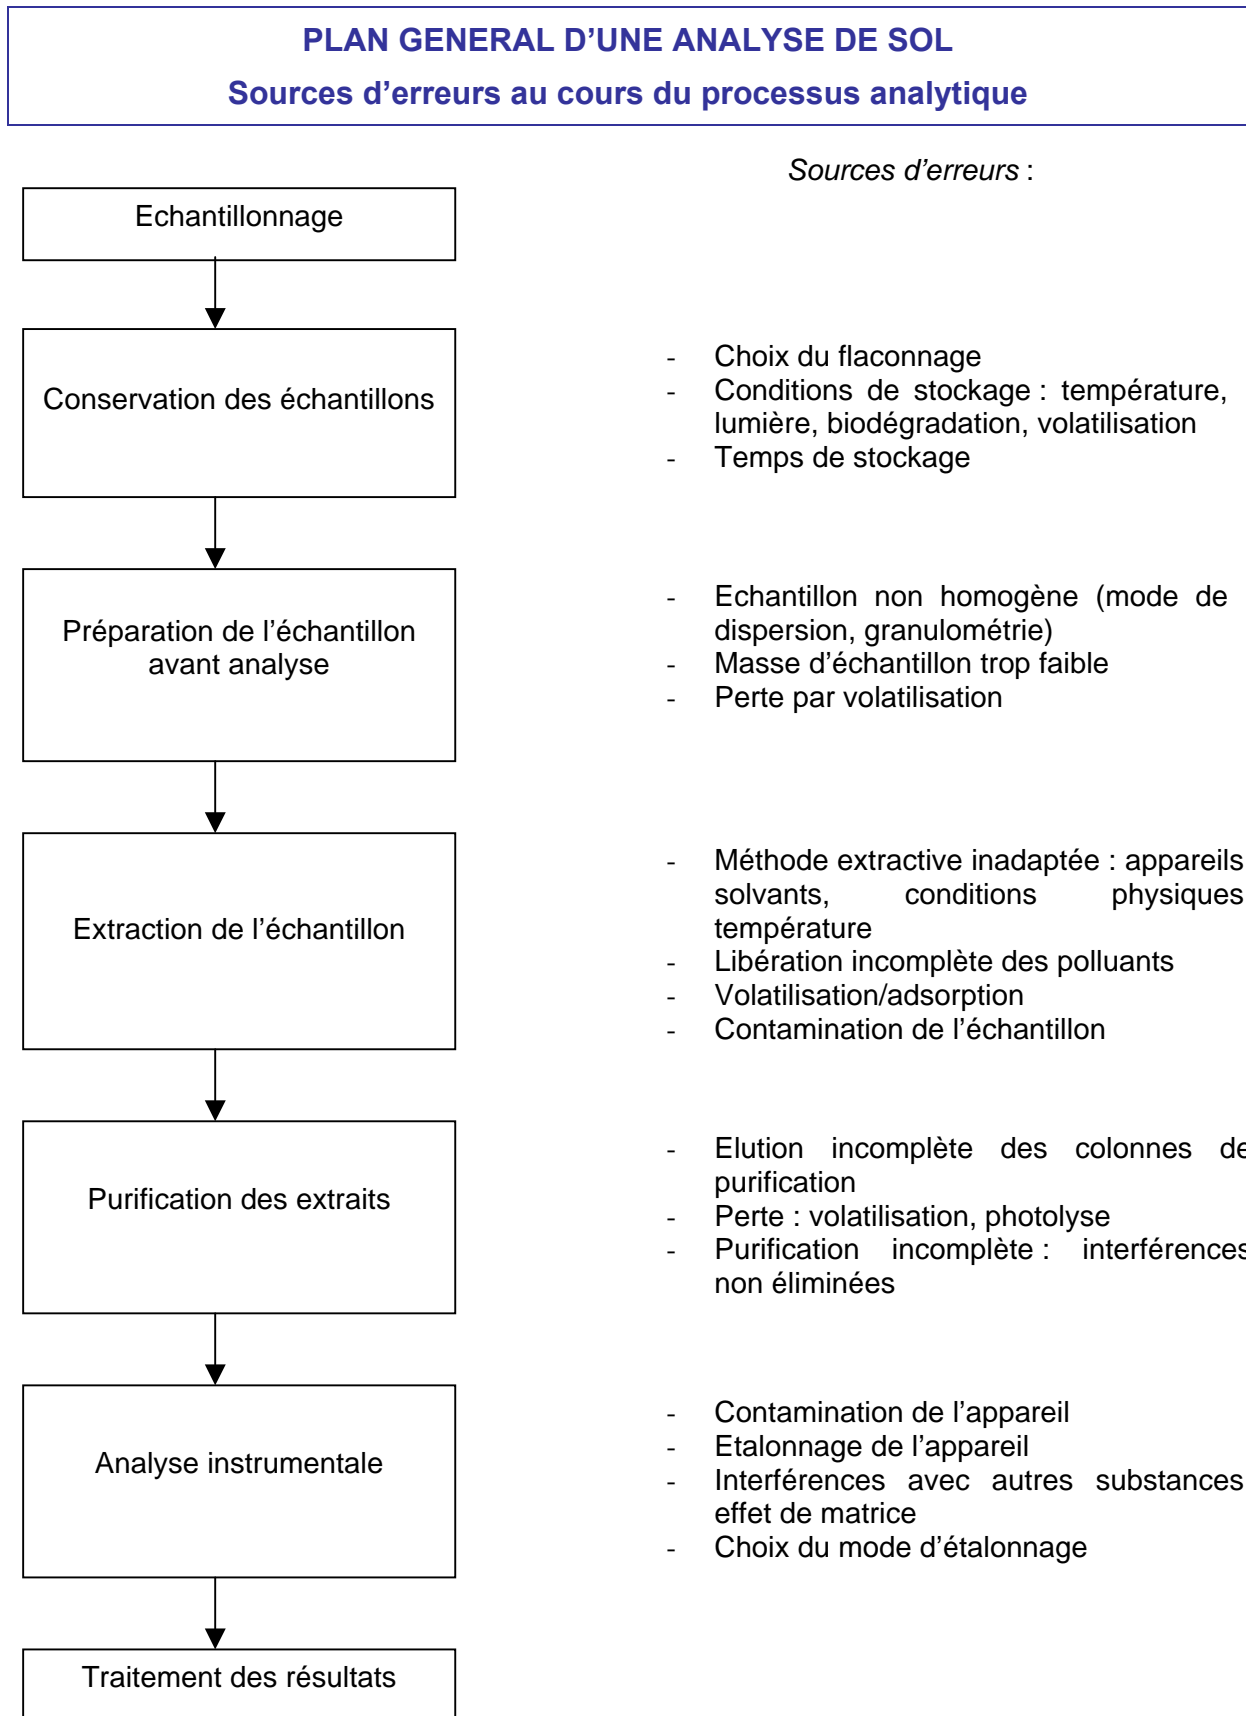 PLAN GENERAL D’UNE ANALYSE DE SOL
Sources d’erreurs au cours du processus analytique
Sources d’erreurs :
Echantillonnage
Conservation des échantillons
- Choix du flaconnage
- Conditions de stockage : température,
lumière, biodégradation, volatilisation
- Temps de stockage
Préparation de l’échantillon
avant analyse
- Echantillon non homogène (mode de
dispersion, granulométrie)
- Masse d’échantillon trop faible
- Perte par volatilisation
Extraction de l’échantillon
- Méthode extractive inadaptée : appareils
solvants, conditions physiques
température
- Libération incomplète des polluants
- Volatilisation/adsorption
- Contamination de l’échantillon
Purification des extraits
- Elution incomplète des colonnes de
purification
- Perte : volatilisation, photolyse
- Purification incomplète : interférences
non éliminées
Analyse instrumentale
- Contamination de l’appareil
- Etalonnage de l’appareil
- Interférences avec autres substances
effet de matrice
- Choix du mode d’étalonnage
Traitement des résultats